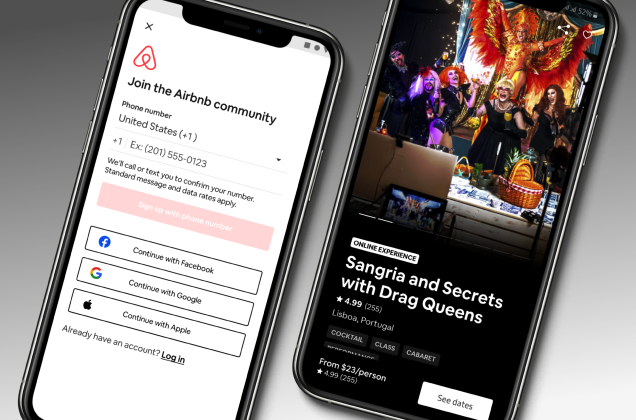 Join the Airbnb community
Phone number
United States (+1)
+1 Ex: (201) 555-0123
We'll call or text you to confirm your number.
Standard message and data rates apply.
Sign up with phone number
Continue with Facebook
Continue with Google
Continue with Apple
Already have an account? Log in
52%
ONLINE EXPERIENCE
Sangria and Secrets
with Drag Queens
4.99 (255)
Lisboa, Portugal
COCKTAIL CLASS CABARET
PERFORMANCE
From $23/person
4.99 (255)
See dates